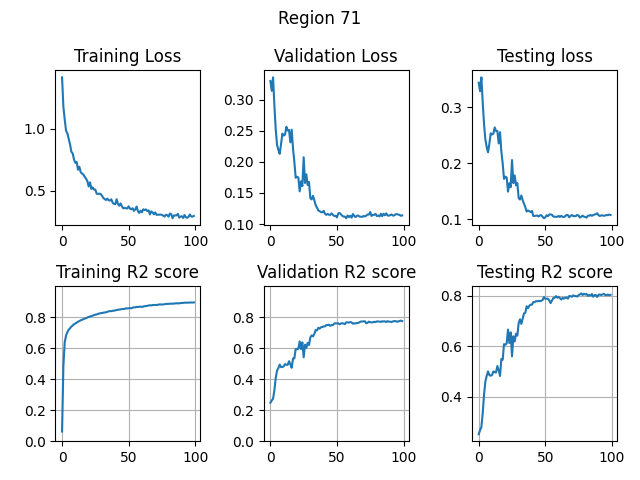 Region 71
Training Loss
Validation Loss
Testing loss
1.0
0.5
0 50 100
0.30
0.25
0.20
0.15
0.10
0 50 100
0.3
0.2
0.1
0 50 100
Training R2 score
Validation R2 score
Testing R2 score
0.8
0.6
0.4
0.2
0.0
0 50 100
0.8
0.6
0.4
0.2
0.0
0 50 100
0.8
0.6
0.4
0 50 100